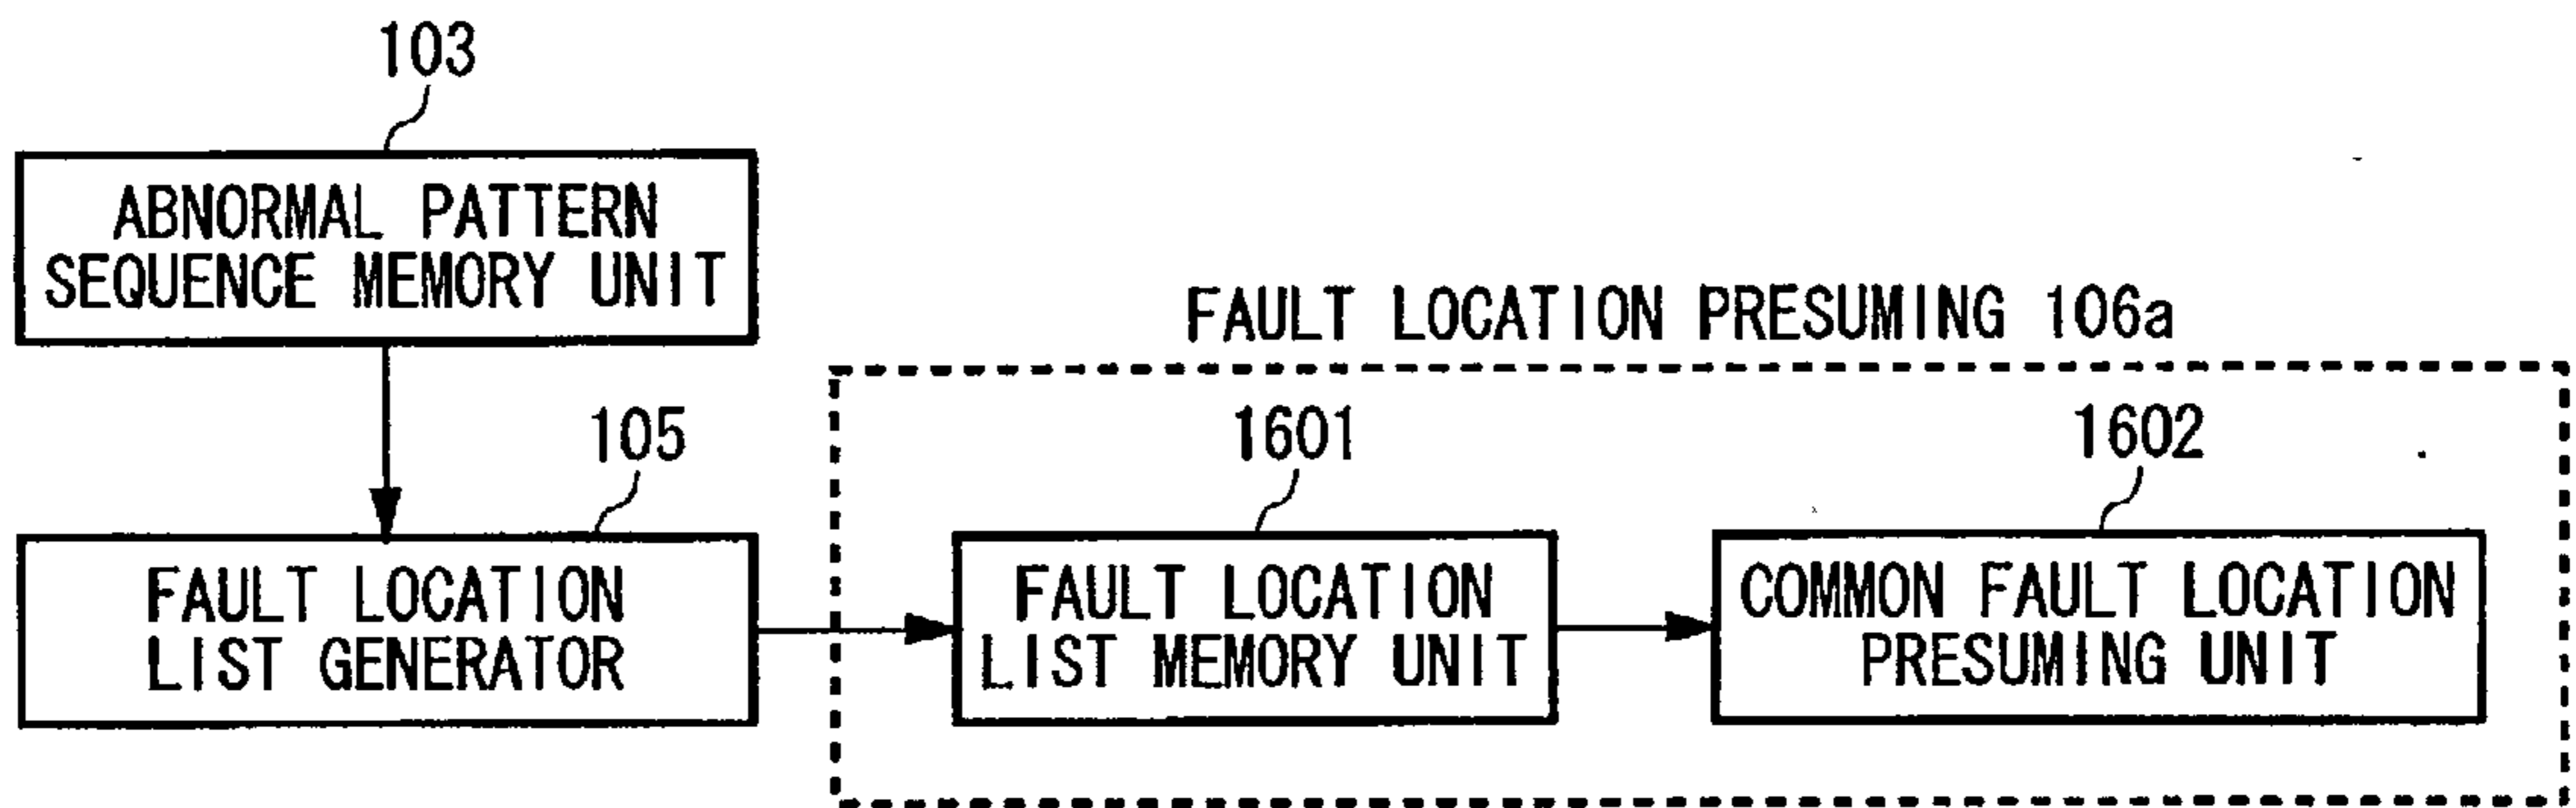 103
ABNORMAL PATTERN
SEQUENCE MEMORY UNIT
FAULT LOCATION PRESUMING 106a
105
1601
1602
FAULT LOCATION
LIST GENERATOR
FAULT LOCATION
LIST MEMORY UNIT
COMMON FAULT LOCATION
PRESUMING UNIT